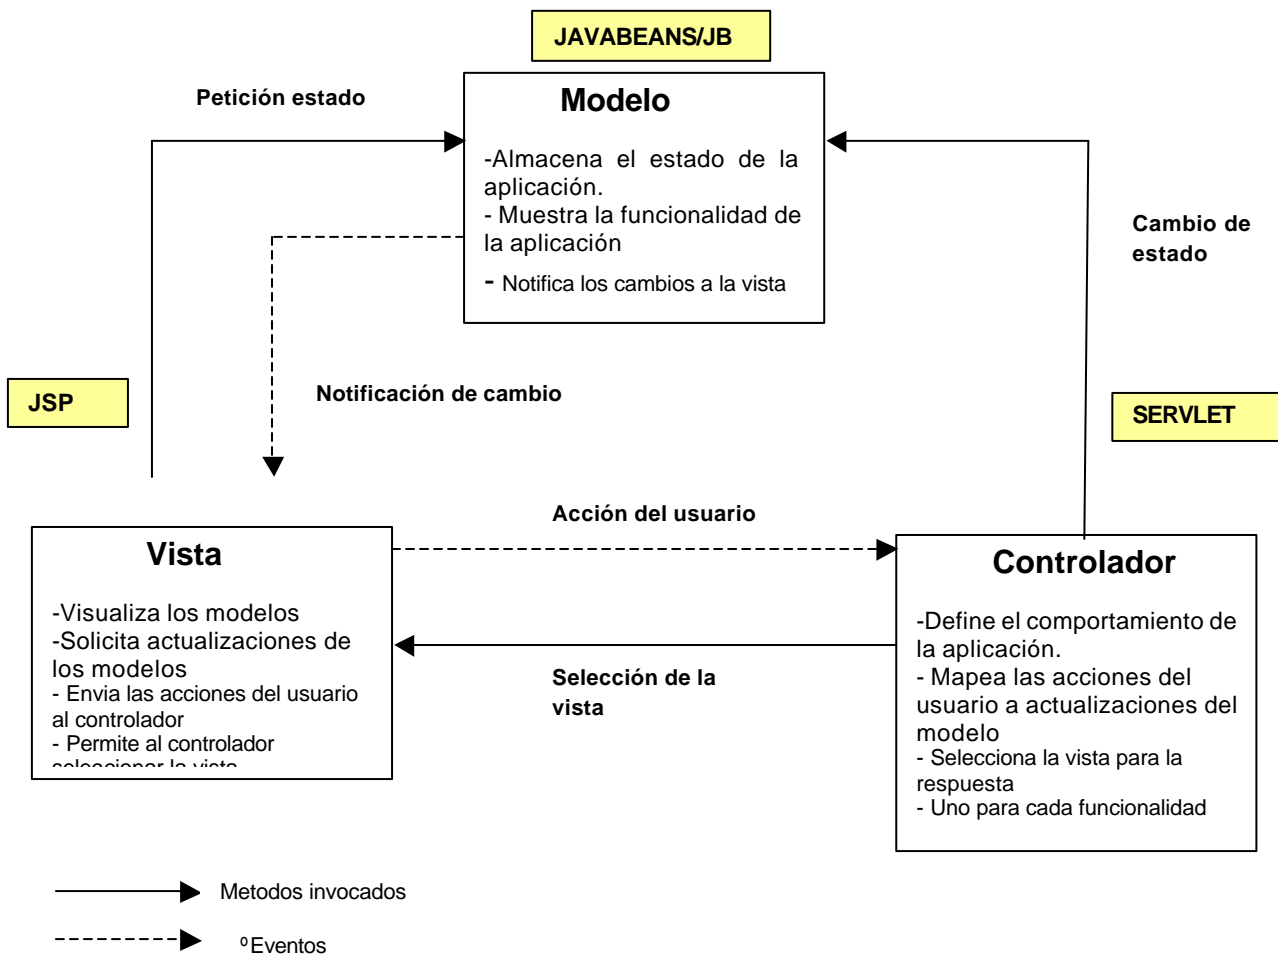 JAVABEANS/JB
Petición estado
Modelo
-Almacena el estado de la
aplicación.
- Muestra la funcionalidad de
la aplicación
- Notifica los cambios a la vista
Cambio de
estado
JSP
Notificación de cambio
SERVLET
Acción del usuario
Vista
-Visualiza los modelos
-Solicita actualizaciones de
los modelos
- Envia las acciones del usuario
al controlador
- Permite al controlador
seleccionar la vista
Selección de la
vista
Controlador
-Define el comportamiento de
la aplicación.
- Mapea las acciones del
usuario a actualizaciones del
modelo
- Selecciona la vista para la
respuesta
- Uno para cada funcionalidad
Metodos invocados
ºEventos